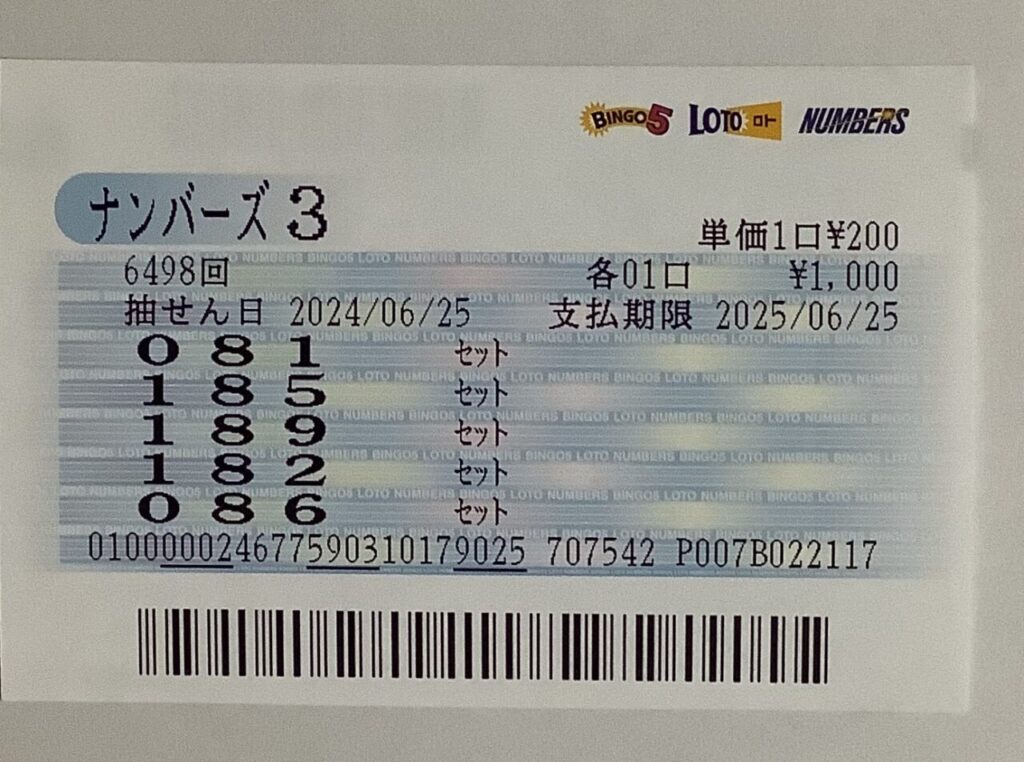 BINGO5 LOTO ロト NUMBERS
ナンバーズ 3
単価1口¥200
6498回 各01口 ¥1,000
抽せん日 2024/06/25 支払期限 2025/06/25
0 8 1 セット
1 8 5 セット
1 8 9 セット
1 8 2 セット
0 8 6 セット
010000024677590310179025 707542 P007B022117